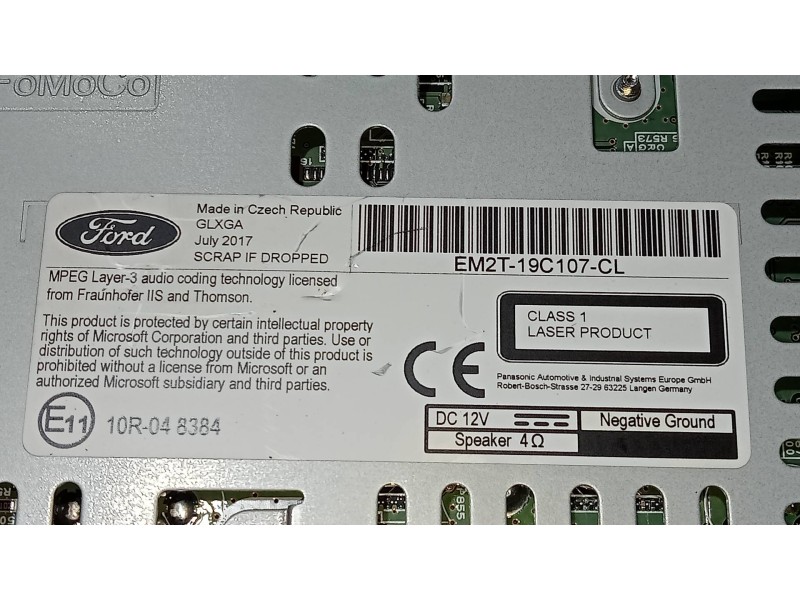 FoMoCo
R573
16
Ford
Made in Czech Republic
GLXGA
July 2017
SCRAP IF DROPPED
EM2T-19C107-CL
MPEG Layer-3 audio coding technology licensed
from Fraunhofer IIS and Thomson.
This product is protected by certain intellectual property
rights of Microsoft Corporation and third parties. Use or
distribution of such technology outside of this product is
prohibited without a license from Microsoft or an
authorized Microsoft subsidiary and third parties.
CLASS 1
LASER PRODUCT
CE
Panasonic Automotive & Industrial Systems Europe GmbH
Robert-Bosch-Strasse 27-29 63225 Langen Germany
E11 10R-04 8384
DC 12V
Negative Ground
Speaker 4Ω
P855